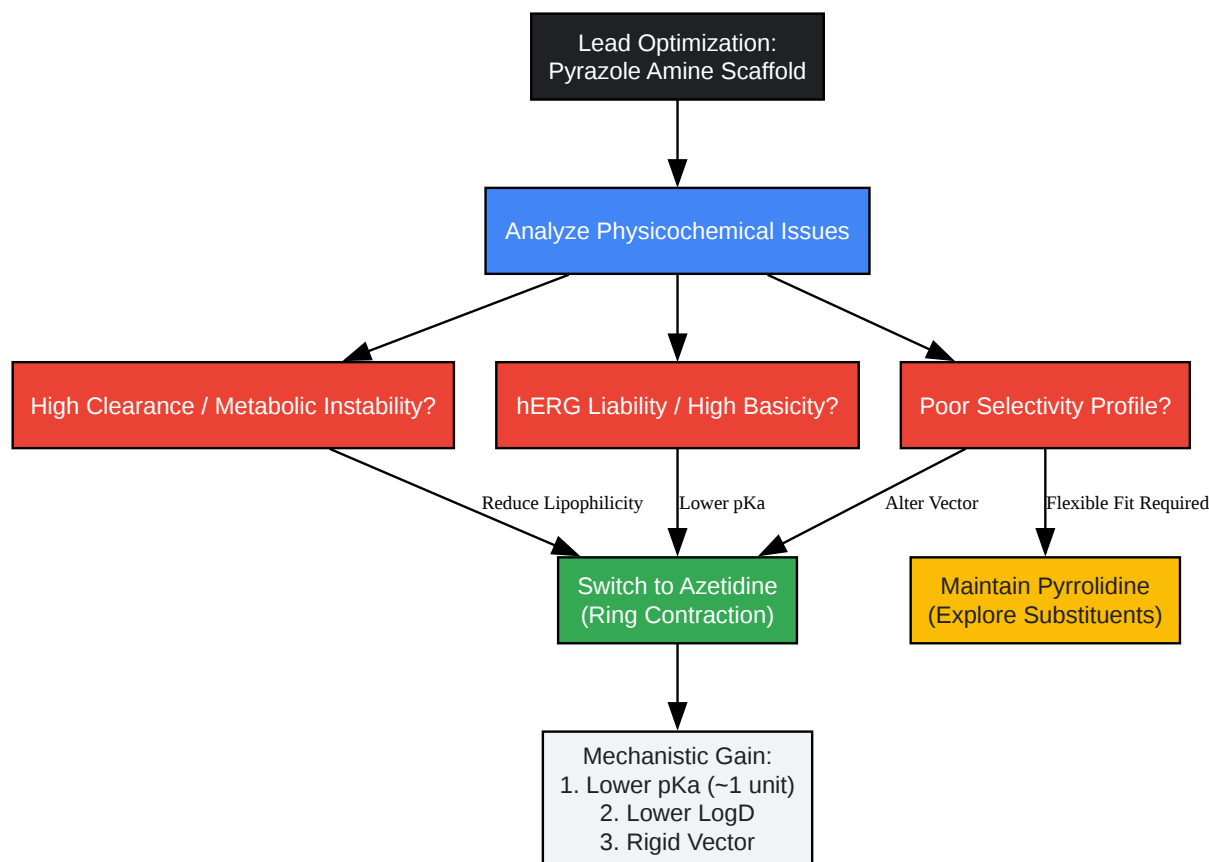 Lead Optimization:
Pyrazole Amine Scaffold
Analyze Physicochemical Issues
High Clearance / Metabolic Instability?
hERG Liability / High Basicity?
Poor Selectivity Profile?
Reduce Lipophilicity
Lower pKa
Alter Vector
Flexible Fit Required
Switch to Azetidine
(Ring Contraction)
Maintain Pyrrolidine
(Explore Substituents)
Mechanistic Gain:
1. Lower pKa (~1 unit)
2. Lower LogD
3. Rigid Vector